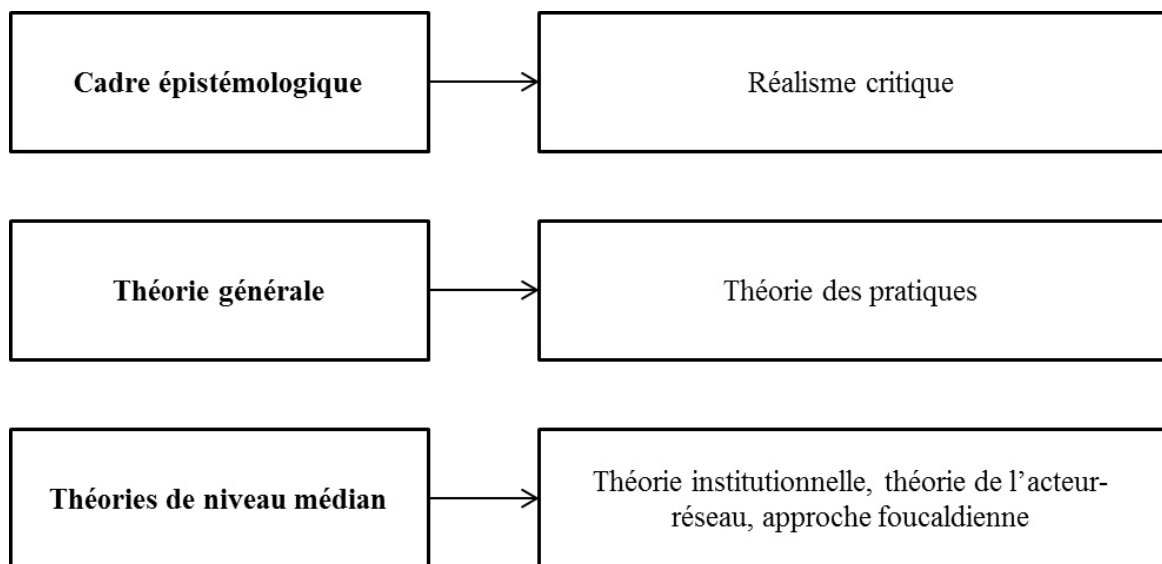 Cadre épistémologique
Réalisme critique
Théorie générale
Théorie des pratiques
Théories de niveau médian
Théorie institutionnelle, théorie de l’acteur-
réseau, approche foucaldienne